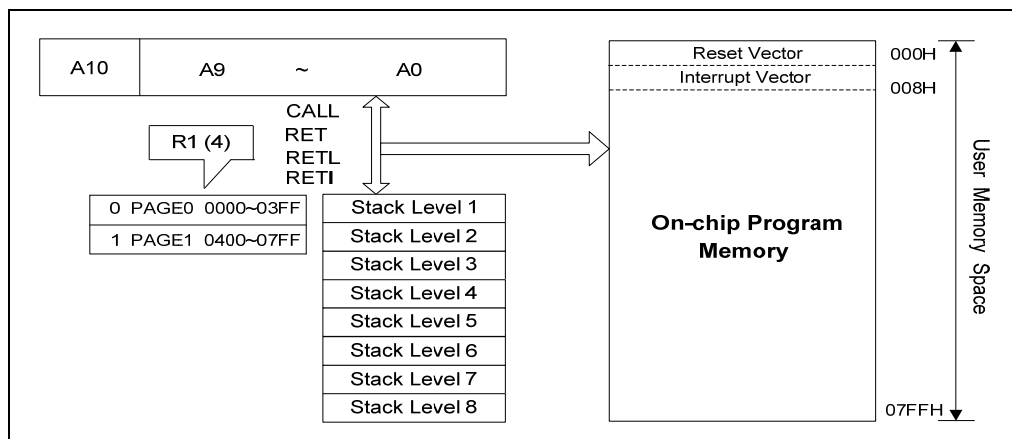 A10
A9 ~ A0
CALL
RET
RETL
RETI
R1 (4)
0 PAGE0 0000~03FF
1 PAGE1 0400~07FF
Stack Level 1
Stack Level 2
Stack Level 3
Stack Level 4
Stack Level 5
Stack Level 6
Stack Level 7
Stack Level 8
Reset Vector
Interrupt Vector
On-chip Program
Memory
000H
008H
07FFH
User Memory Space